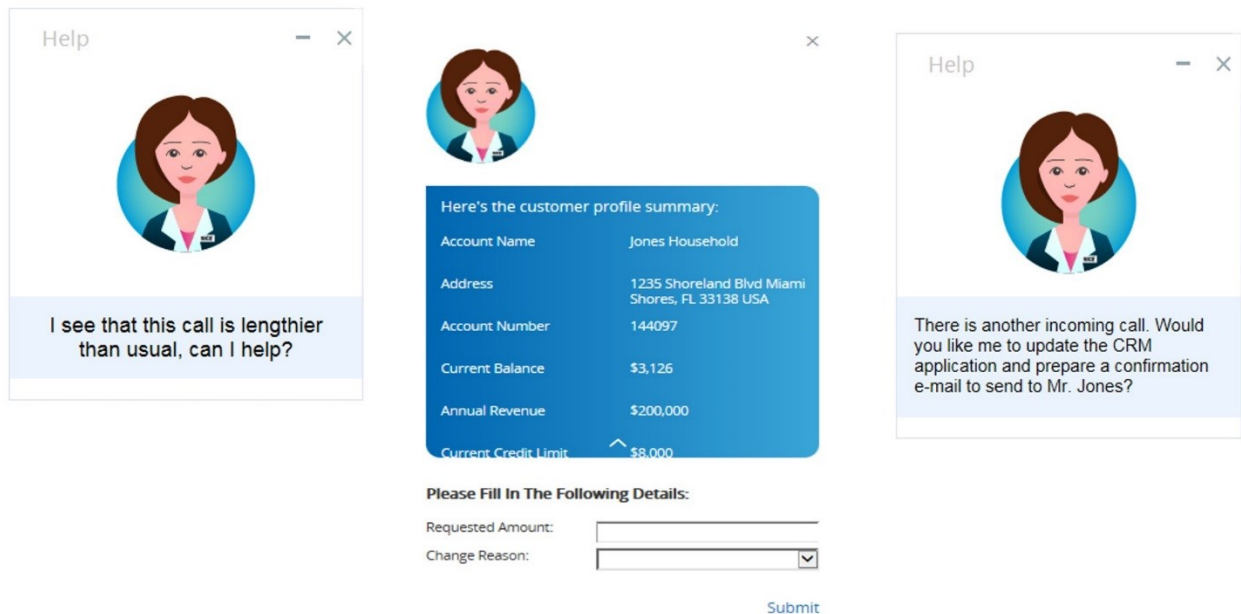 Help
I see that this call is lengthier
than usual, can I help?
Here's the customer profile summary:
Account Name Jones Household
Address 1235 Shoreland Blvd Miami
Shores, FL 33138 USA
Account Number 144097
Current Balance $3,126
Annual Revenue $200,000
Current Credit Limit $8,000
Please Fill In The Following Details:
Requested Amount:
Change Reason:
Submit
Help
There is another incoming call. Would
you like me to update the CRM
application and prepare a confirmation
e-mail to send to Mr. Jones?